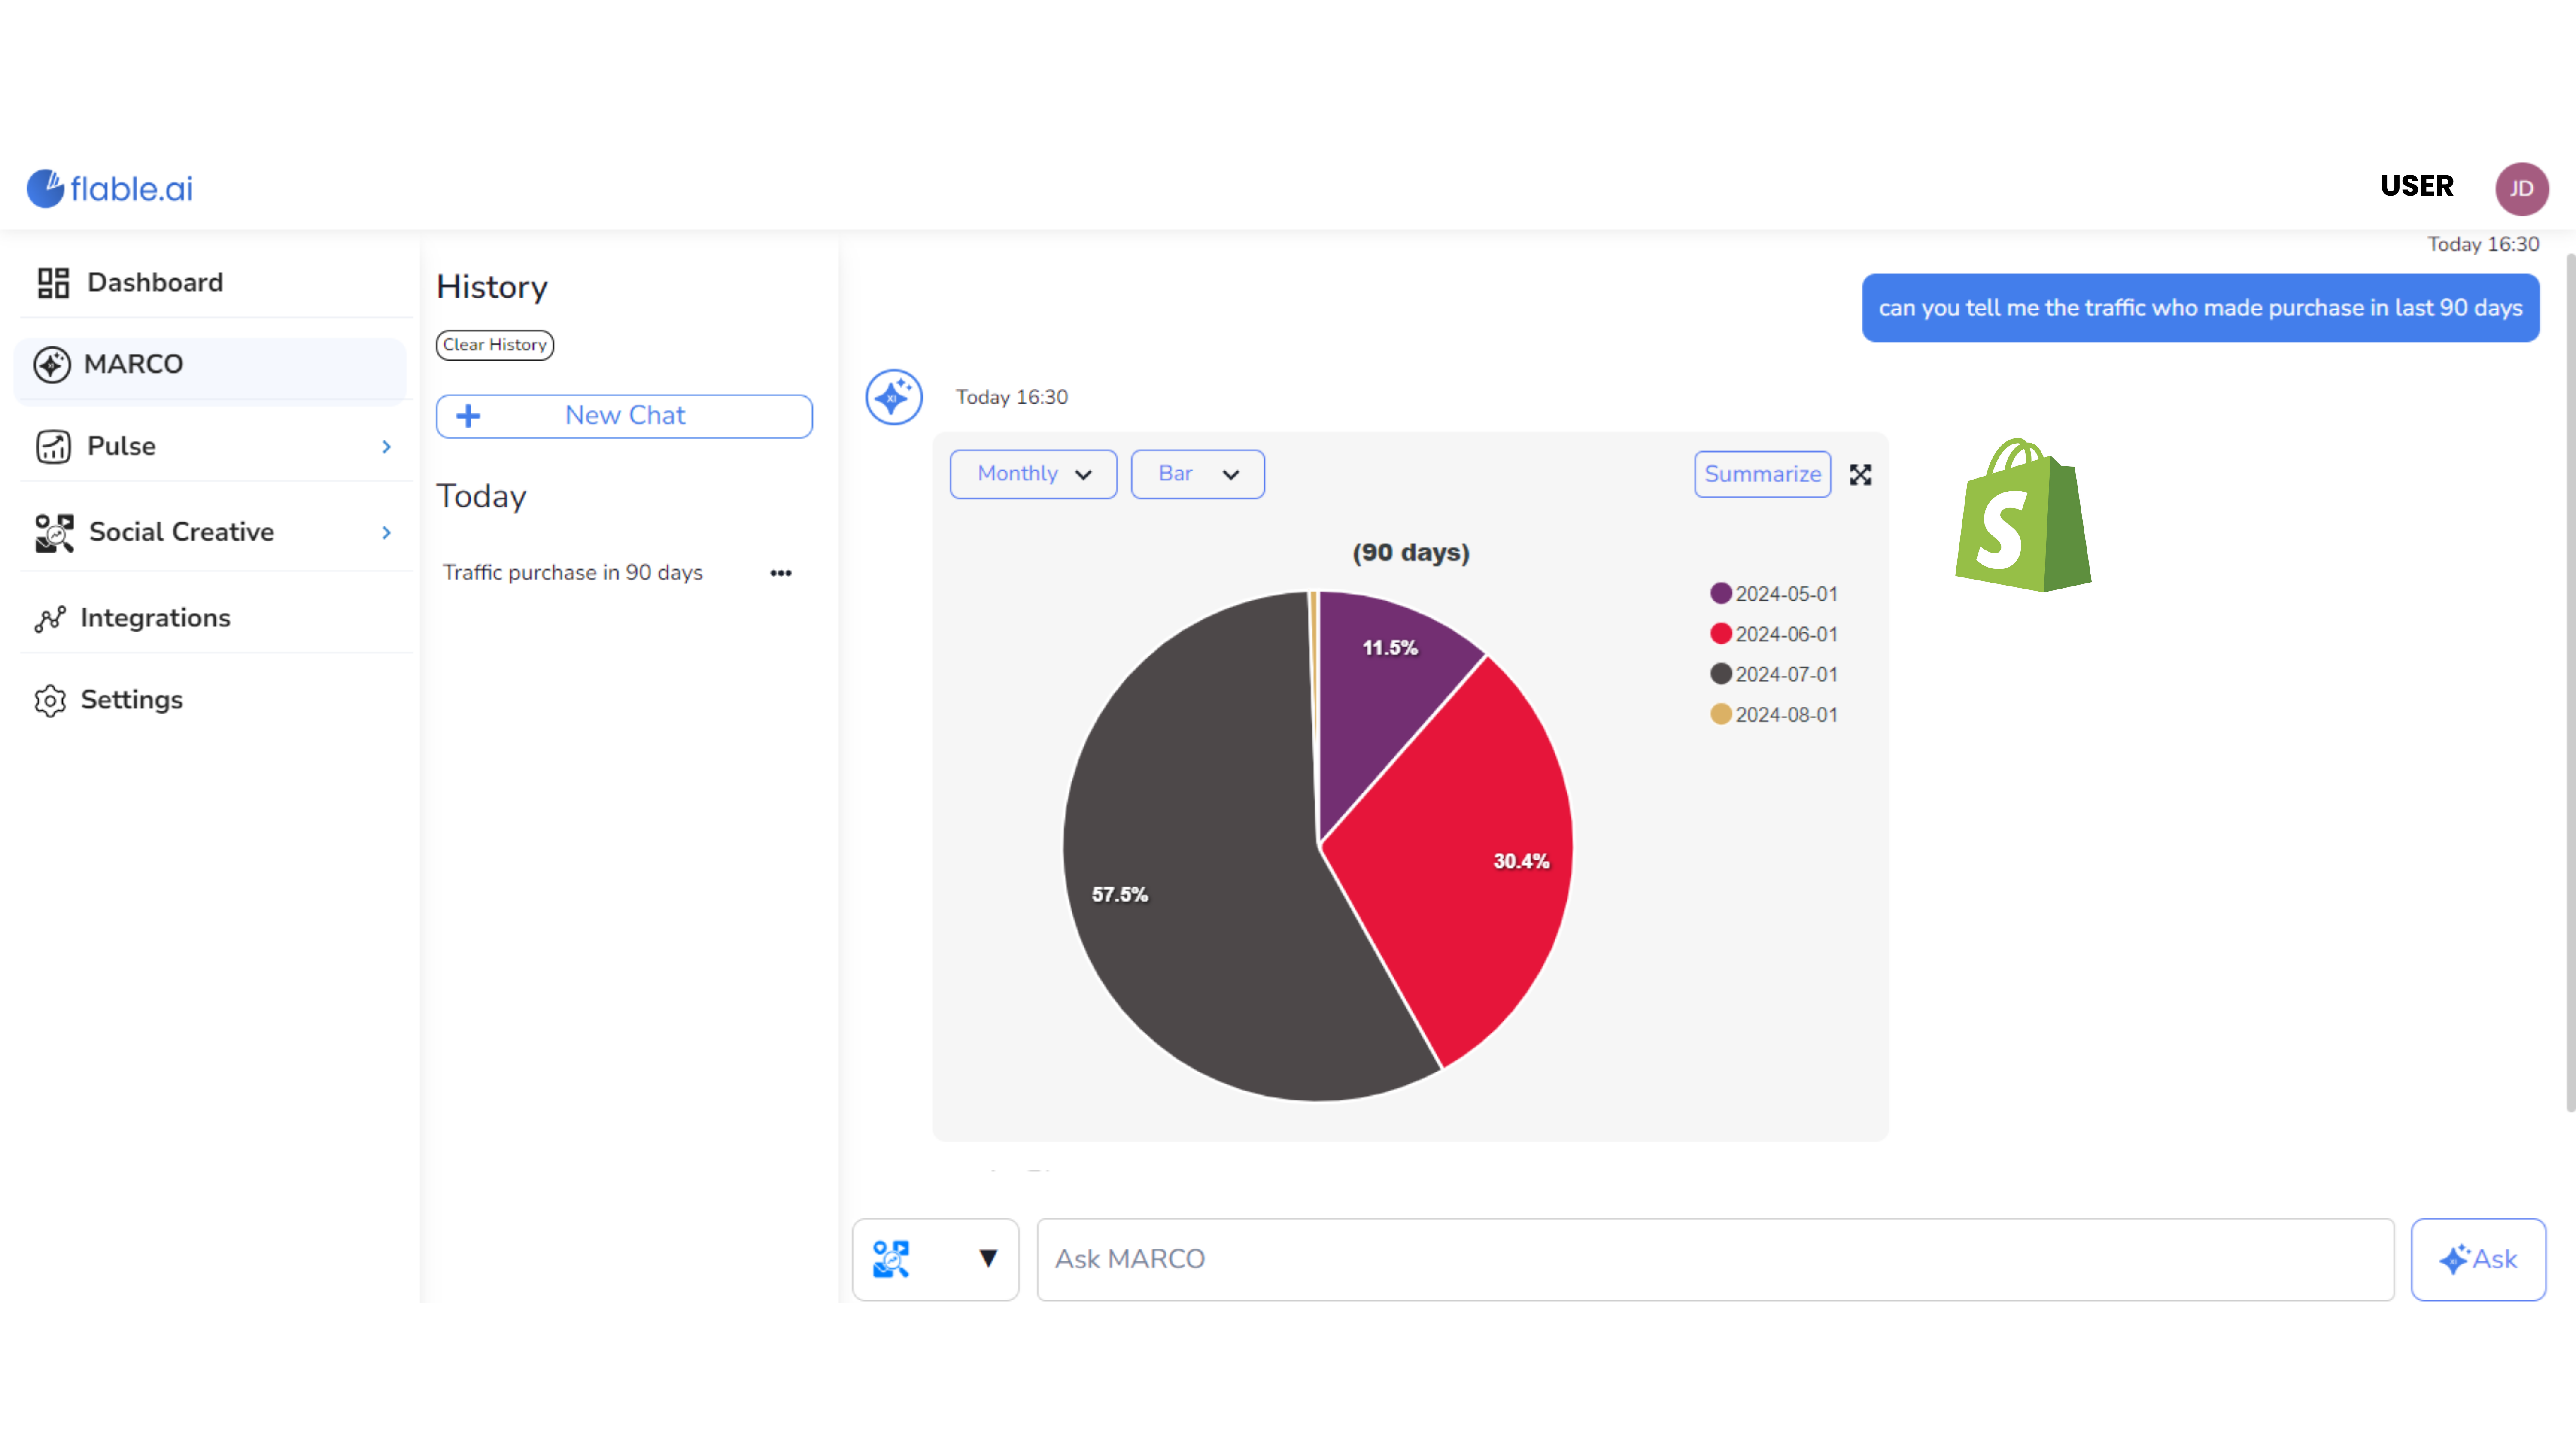 flable.ai
USER
JD
Dashboard
MARCO
Pulse
Social Creative
Integrations
Settings
History
Clear History
New Chat
Today
Traffic purchase in 90 days
Today 16:30
can you tell me the traffic who made purchase in last 90 days
Today 16:30
Monthly
Bar
Summarize
(90 days)
2024-05-01
2024-06-01
2024-07-01
2024-08-01
11.5%
30.4%
57.5%
Ask MARCO
Ask